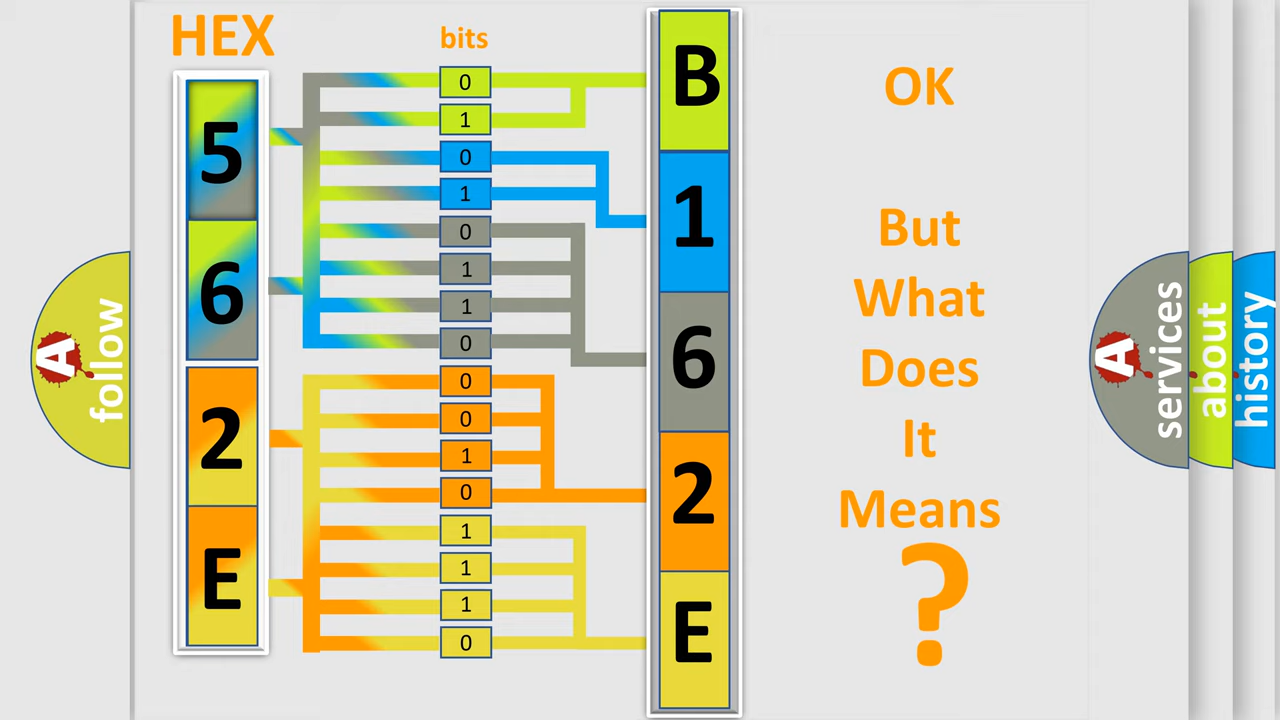 HEX
bits
5
6
2
E
0
1
0
1
0
1
1
0
0
0
1
0
1
1
1
0
B
1
6
2
E
OK
But
What
Does
It
Means
?
A
follow
A
services
about
history